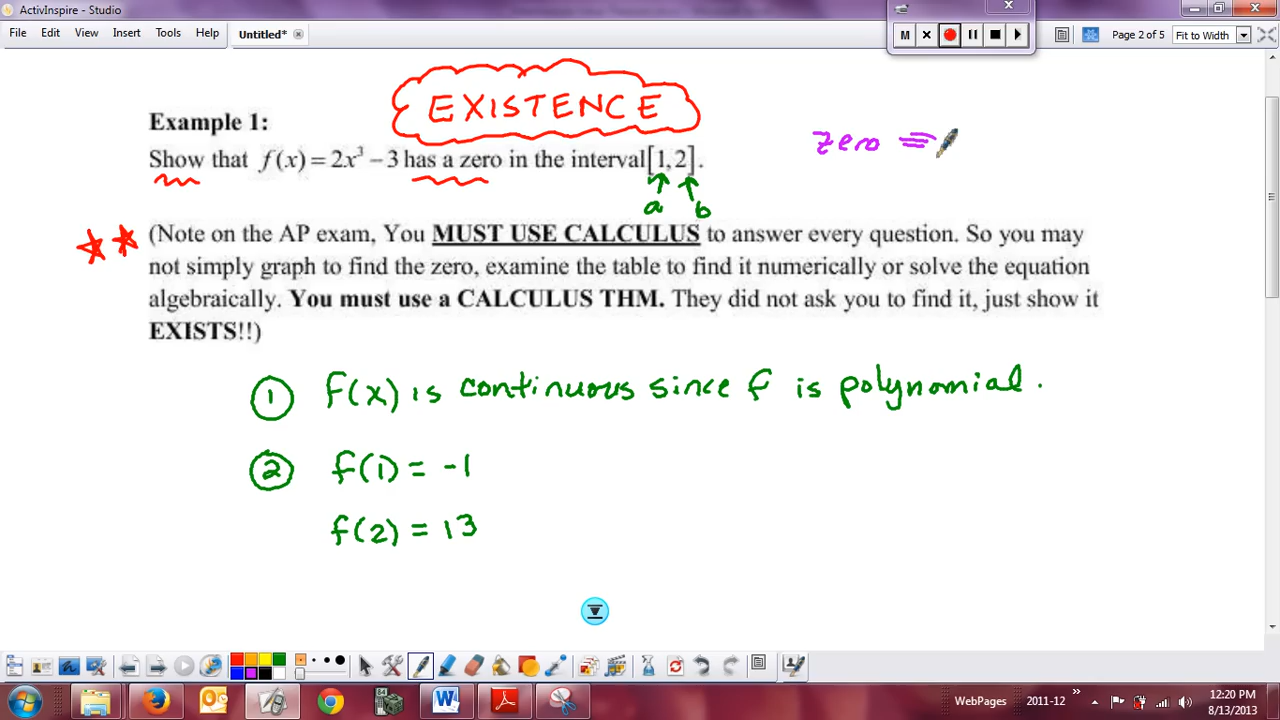 ActivInspire - Studio
File Edit View Insert Tools Help Untitled*
M
Page 2 of 5 Fit to Width
EXISTENCE
Example 1:
zero =
Show that f(x) = 2x³ − 3 has a zero in the interval [1, 2].
a b
(Note on the AP exam, You MUST USE CALCULUS to answer every question. So you may
not simply graph to find the zero, examine the table to find it numerically or solve the equation
algebraically. You must use a CALCULUS THM. They did not ask you to find it, just show it
EXISTS!!)
① f(x) is continuous since f is polynomial.
② f(1) = -1
f(2) = 13
WebPages 2011-12 »
12:20 PM
8/13/2013